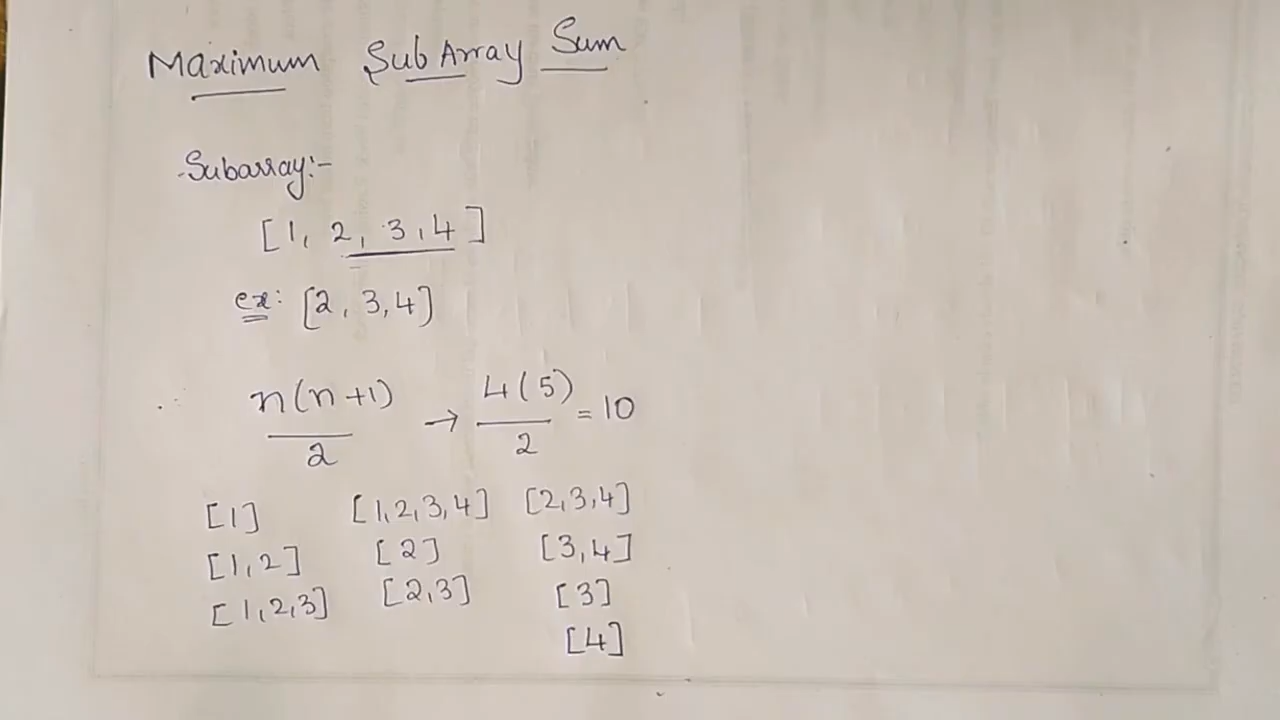 Maximum SubArray Sum
Subarray:-
[1, 2, 3, 4]
ex: [2, 3, 4]
∴ n(n+1)/2 → 4(5)/2 = 10
[1] [1,2,3,4] [2,3,4]
[1,2] [2] [3,4]
[1,2,3] [2,3] [3]
[4]